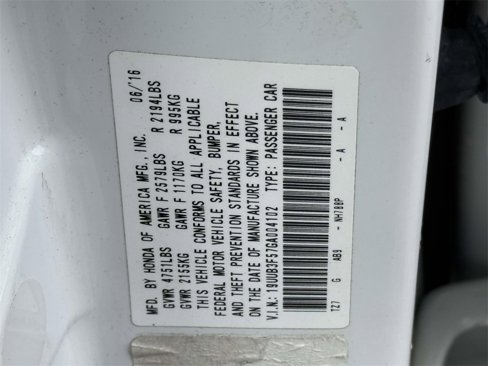 MFD. BY HONDA OF AMERICA MFG., INC. 06/16
GVWR 4751LBS GAWR F 2579LBS R 2194LBS
GVWR 2155KG GAWR F 1170KG R 995KG
THIS VEHICLE CONFORMS TO ALL APPLICABLE
FEDERAL MOTOR VEHICLE SAFETY, BUMPER,
AND THEFT PREVENTION STANDARDS IN EFFECT
ON THE DATE OF MANUFACTURE SHOWN ABOVE.
V.I.N.: 19UUB3F57GA004102 TYPE: PASSENGER CAR
TZ7 G AB9 - NH788P - A - A